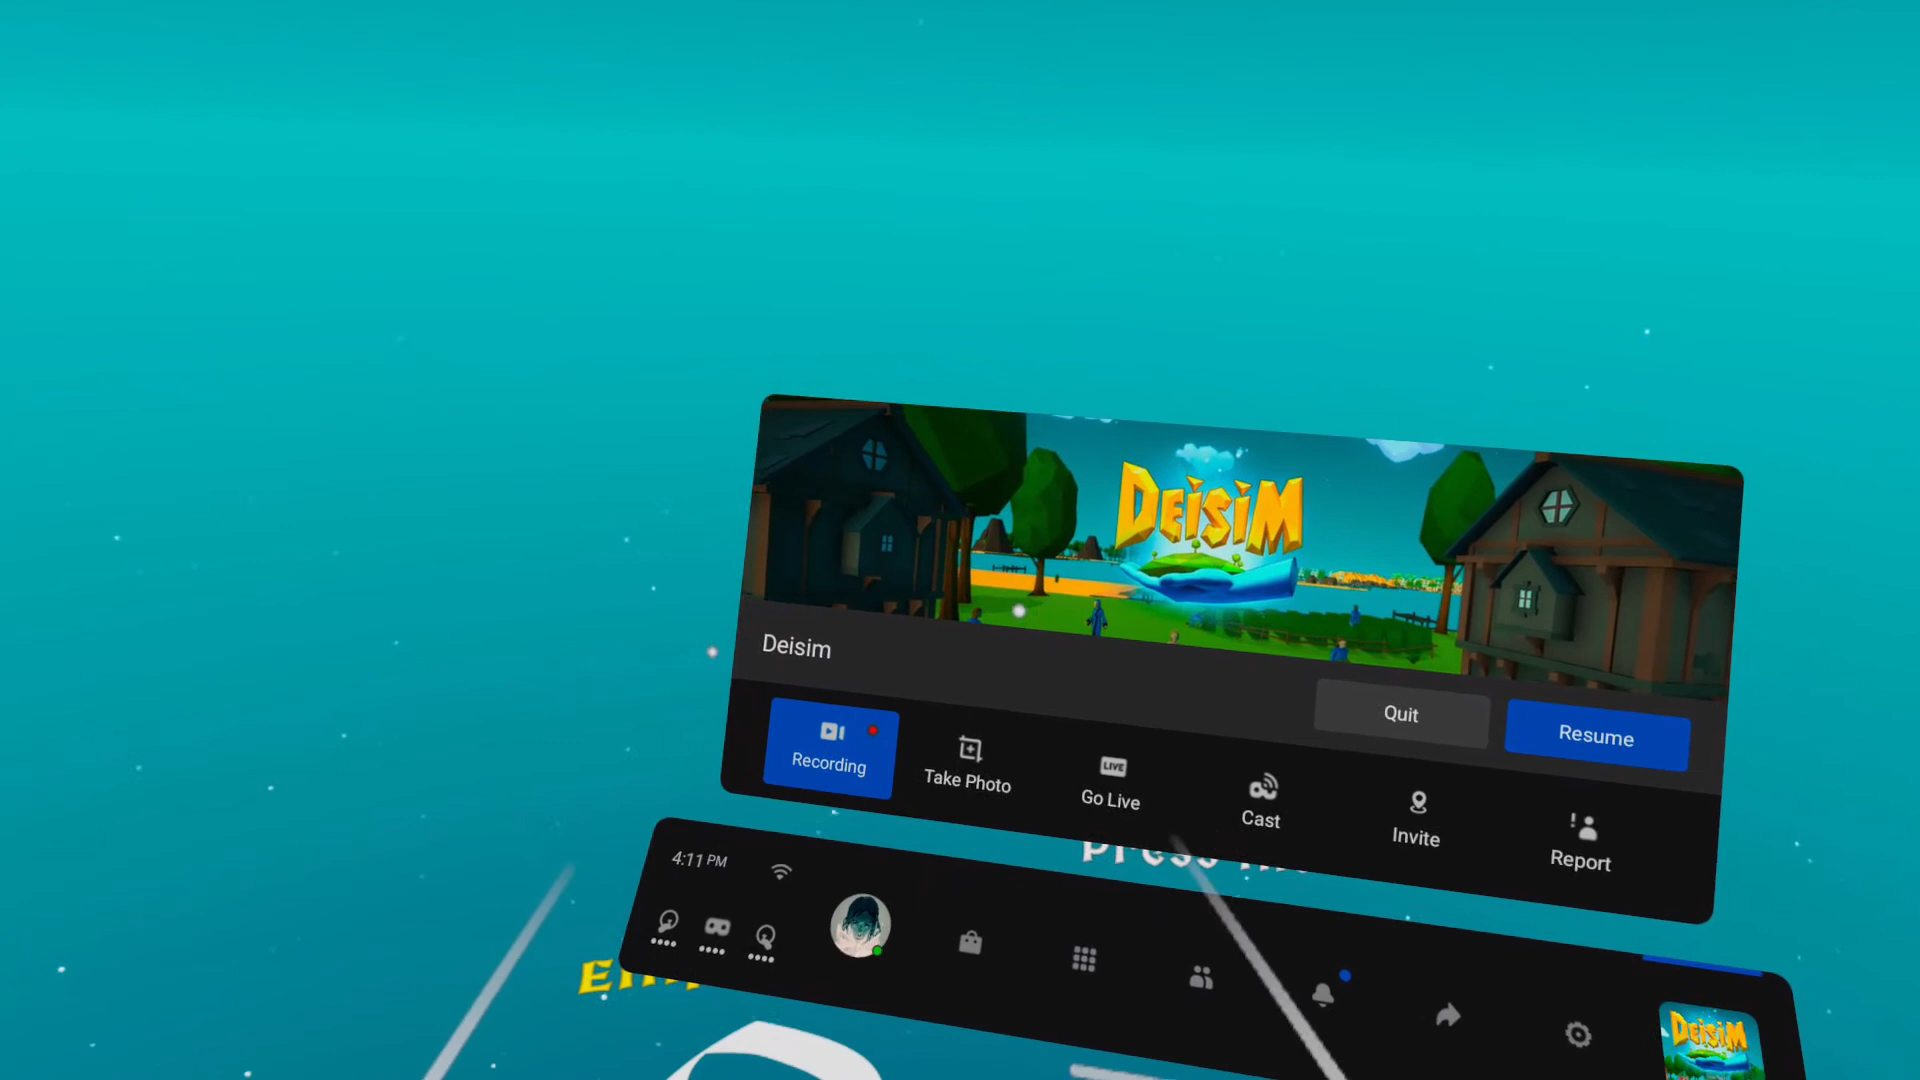 DEISIM
Deisim
Quit
Resume
Recording
Take Photo
LIVE
Go Live
Cast
Invite
Report
4:11 PM
DEISIM